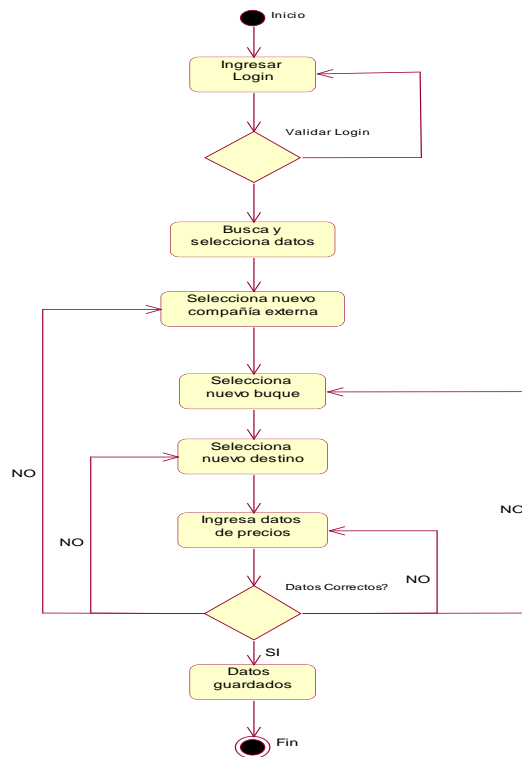 Inicio
Ingresar
Login
Validar Login
Busca y
selecciona datos
Selecciona nuevo
compañía externa
Selecciona
nuevo buque
Selecciona
nuevo destino
NO
NO
Ingresa datos
de precios
NO
NO
Datos Correctos?
SI
Datos
guardados
Fin